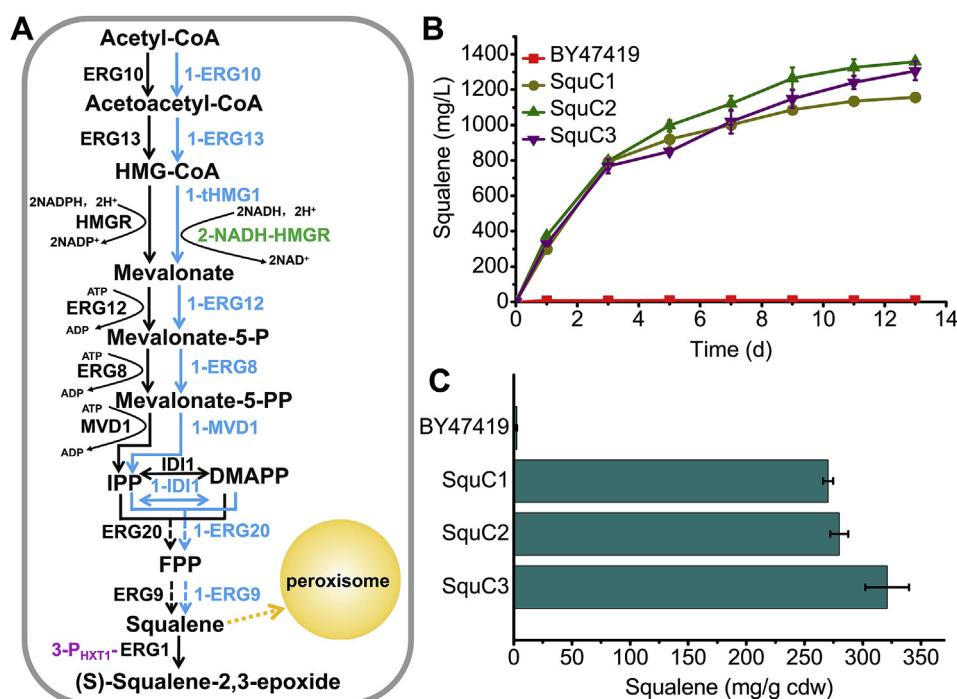 A
Acetyl-CoA
ERG10 1-ERG10
Acetoacetyl-CoA
ERG13 1-ERG13
HMG-CoA
1-tHMG1
2NADPH, 2H⁺ 2NADH, 2H⁺
HMGR 2-NADH-HMGR
2NADP⁺ 2NAD⁺
Mevalonate
ATP
ERG12 1-ERG12
ADP
Mevalonate-5-P
ATP
ERG8 1-ERG8
ADP
Mevalonate-5-PP
ATP
MVD1 1-MVD1
ADP
IDI1
IPP DMAPP
1-IDI1
ERG20 1-ERG20
FPP
peroxisome
ERG9 1-ERG9
Squalene
3-PHXT1-ERG1
(S)-Squalene-2,3-epoxide
B
Squalene (mg/L)
1400
1200
1000
800
600
400
200
0
BY47419
SquC1
SquC2
SquC3
0 2 4 6 8 10 12 14
Time (d)
C
BY47419
SquC1
SquC2
SquC3
0 50 100 150 200 250 300 350
Squalene (mg/g cdw)